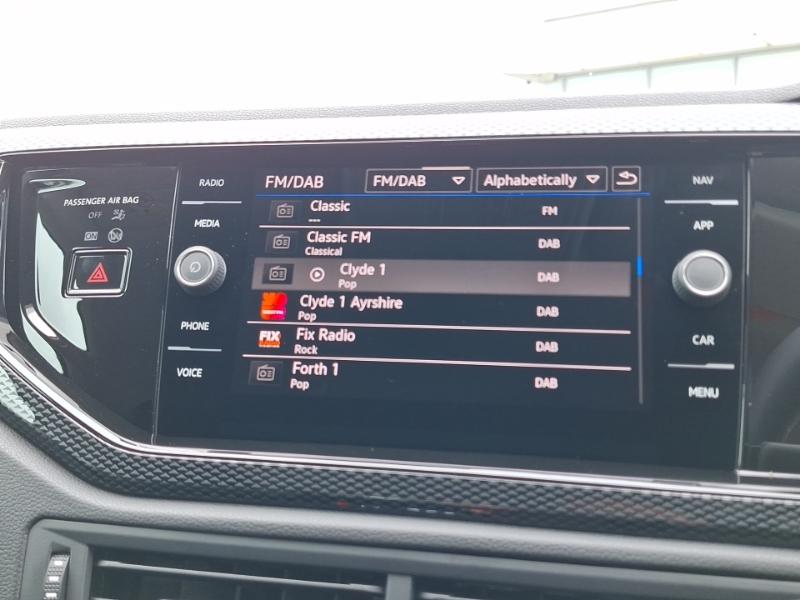 PASSENGER AIR BAG
OFF
ON
RADIO
MEDIA
PHONE
VOICE
FM/DAB FM/DAB Alphabetically
Classic FM
---
Classic FM DAB
Classical
Clyde 1 DAB
Pop
Clyde 1 Ayrshire DAB
Pop
FIX Fix Radio DAB
Rock
Forth 1 DAB
Pop
NAV
APP
CAR
MENU